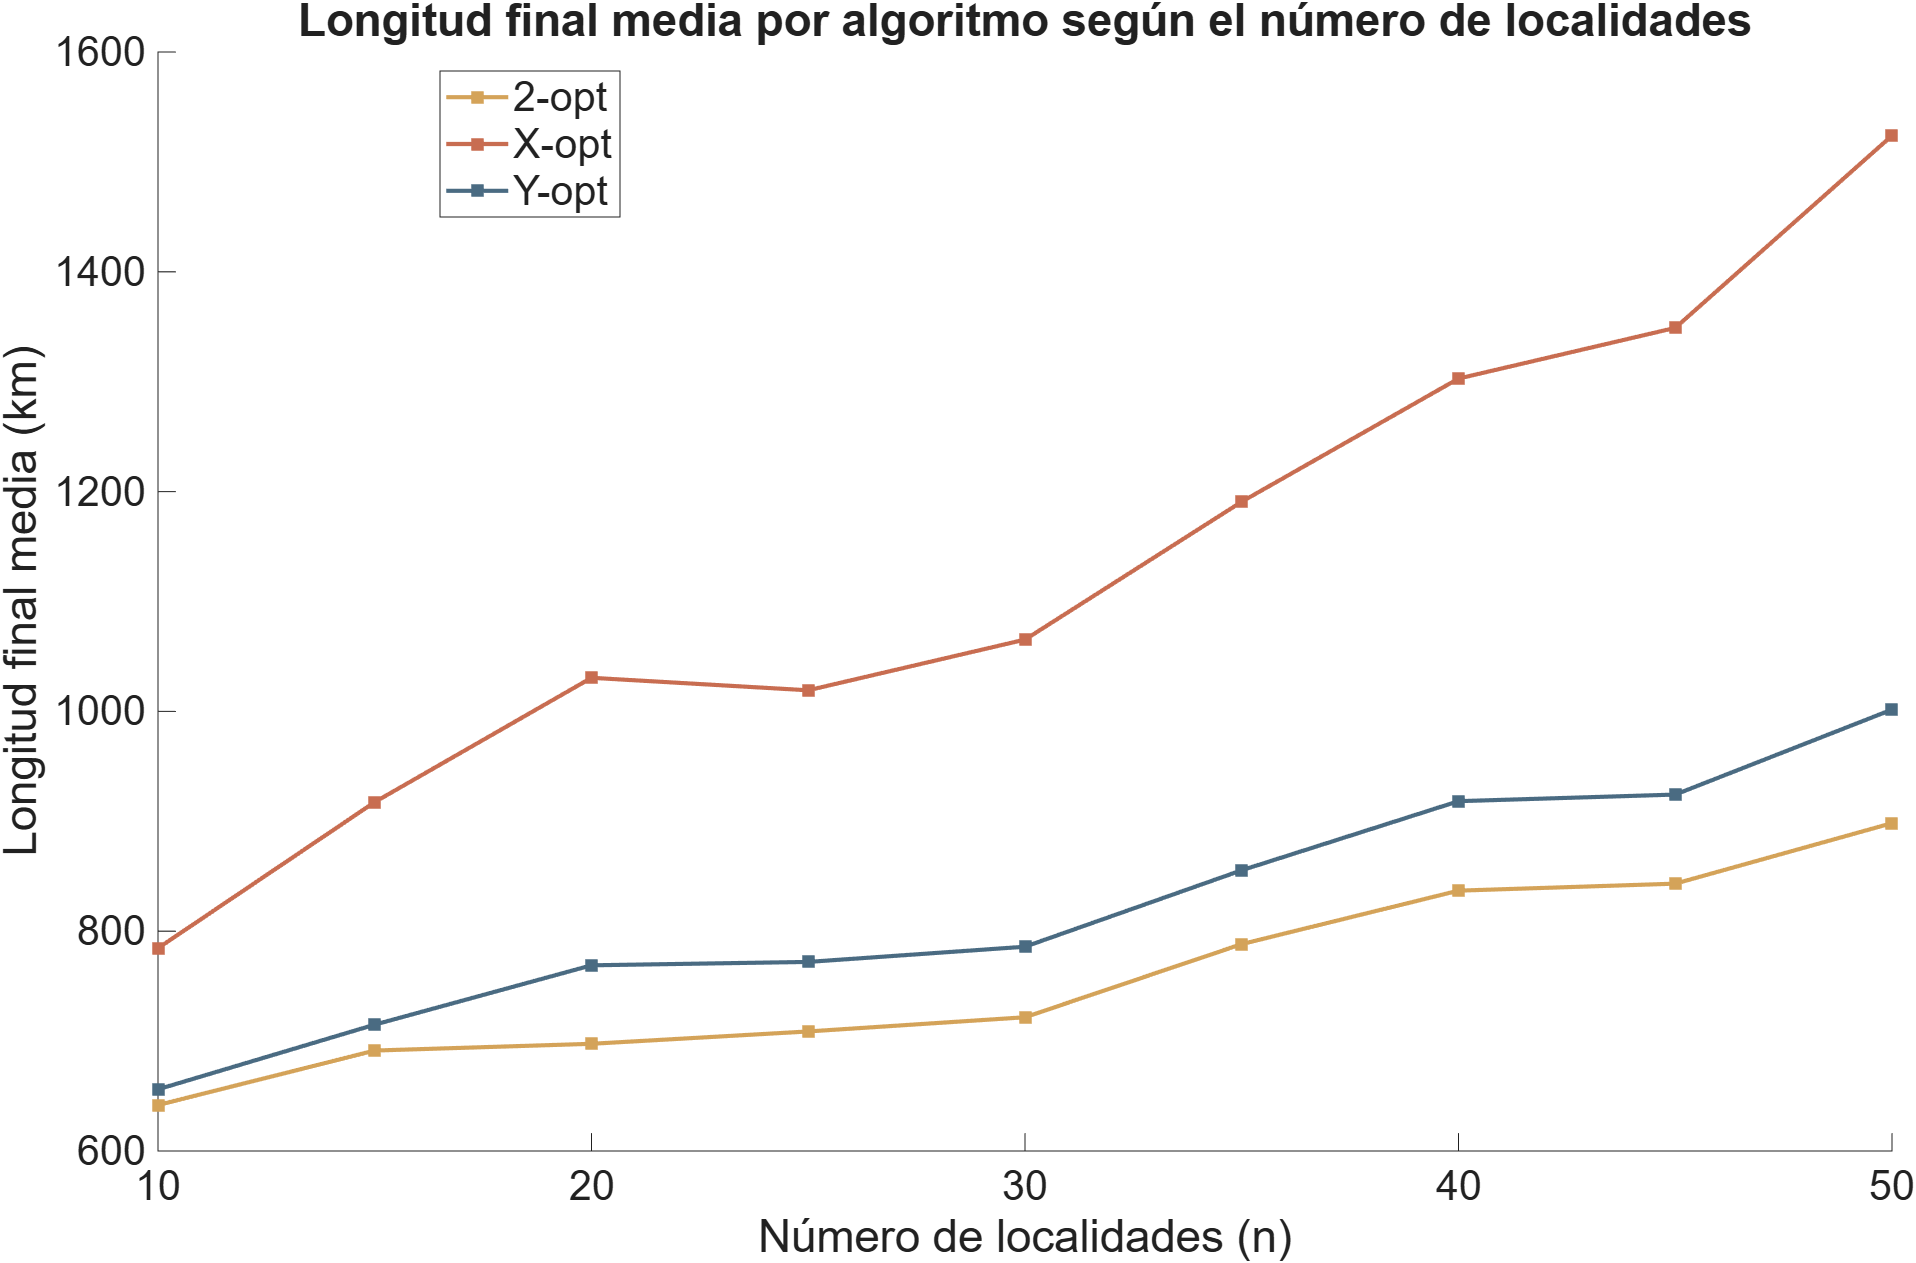 Longitud final media por algoritmo según el número de localidades
2-opt
X-opt
Y-opt
Longitud final media (km)
1600
1400
1200
1000
800
600
10 20 30 40 50
Número de localidades (n)